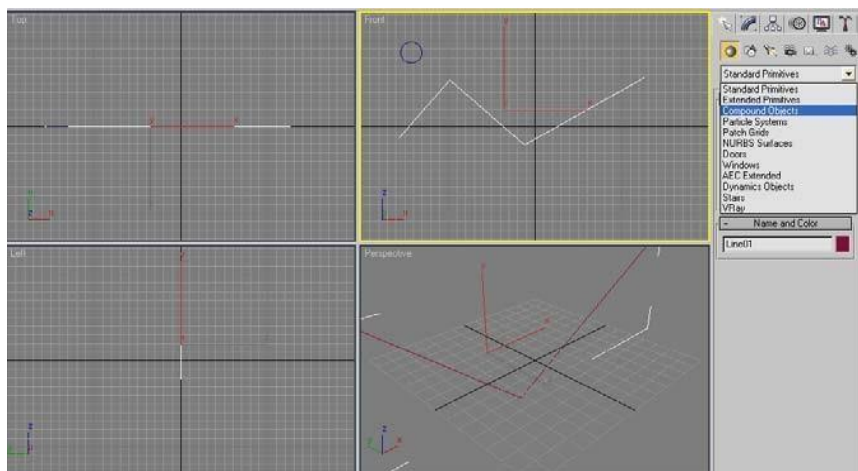 Top
Front
Standard Primitives
Standard Primitives
Extended Primitives
Compound Objects
Particle Systems
Patch Grids
NURBS Surfaces
Doors
Windows
AEC Extended
Dynamics Objects
Stairs
VRay
- Name and Color
Line01
Left
Perspective